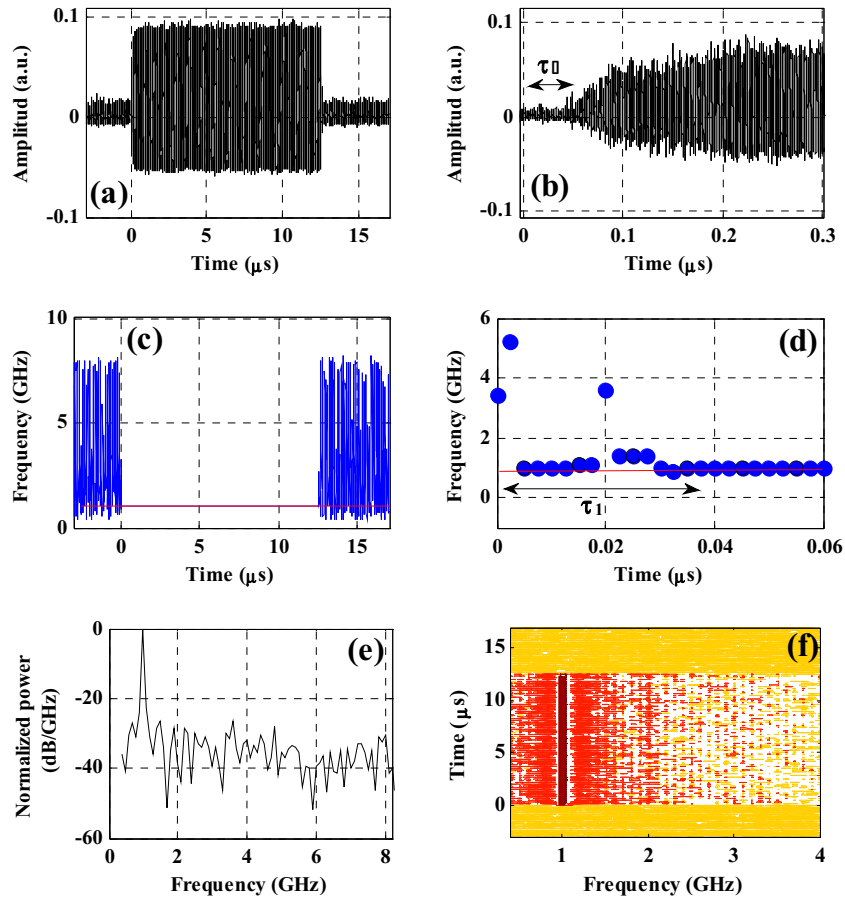 0.1
0
-0.1
Amplitud (a.u.)
(a)
0 5 10 15
Time (μs)
0.1
0
-0.1
Amplitud (a.u.)
τ▯
(b)
0 0.1 0.2 0.3
Time (μs)
10
5
0
Frequency (GHz)
(c)
0 5 10 15
Time (μs)
6
4
2
0
Frequency (GHz)
(d)
τ1
0 0.02 0.04 0.06
Time (μs)
0
-20
-40
-60
Normalized power
(dB/GHz)
(e)
0 2 4 6 8
Frequency (GHz)
15
10
5
0
Time (μs)
(f)
1 2 3 4
Frequency (GHz)